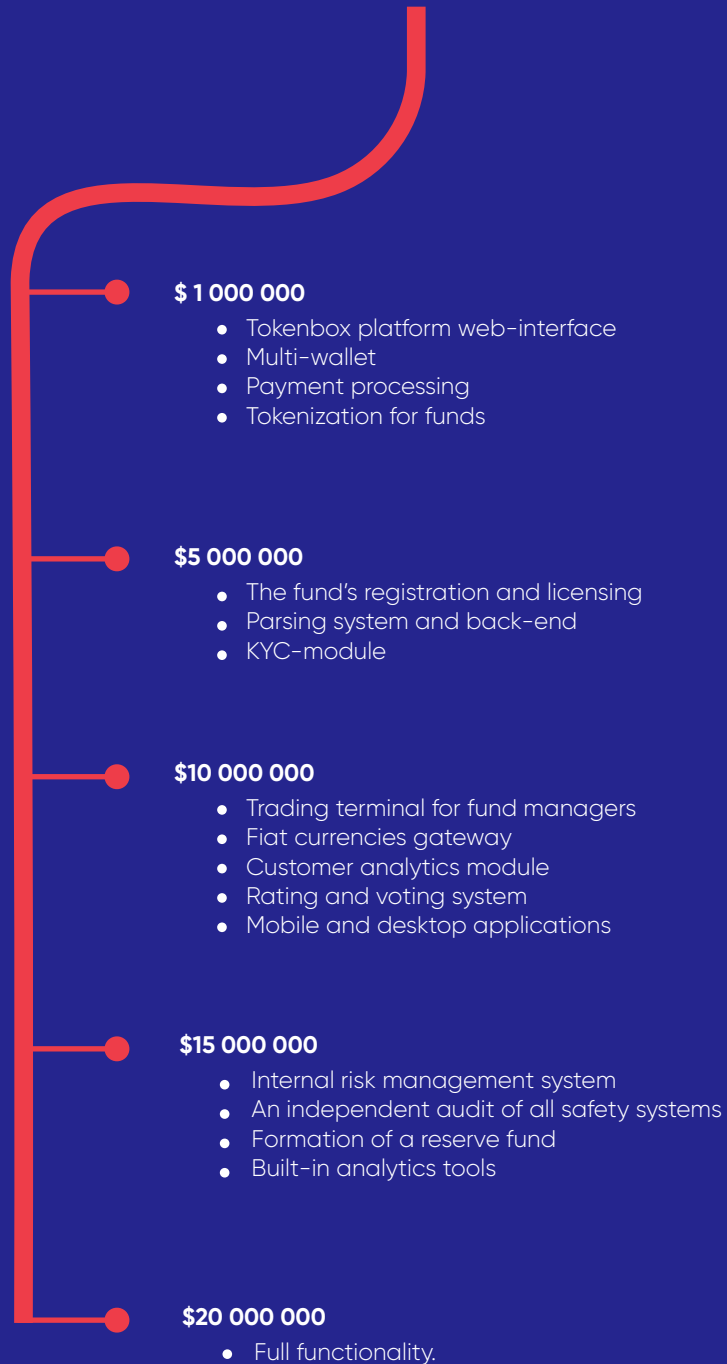 $ 1 000 000
• Tokenbox platform web-interface
• Multi-wallet
• Payment processing
• Tokenization for funds
$5 000 000
• The fund's registration and licensing
• Parsing system and back-end
• KYC-module
$10 000 000
• Trading terminal for fund managers
• Fiat currencies gateway
• Customer analytics module
• Rating and voting system
• Mobile and desktop applications
$15 000 000
• Internal risk management system
• An independent audit of all safety systems
• Formation of a reserve fund
• Built-in analytics tools
$20 000 000
• Full functionality.